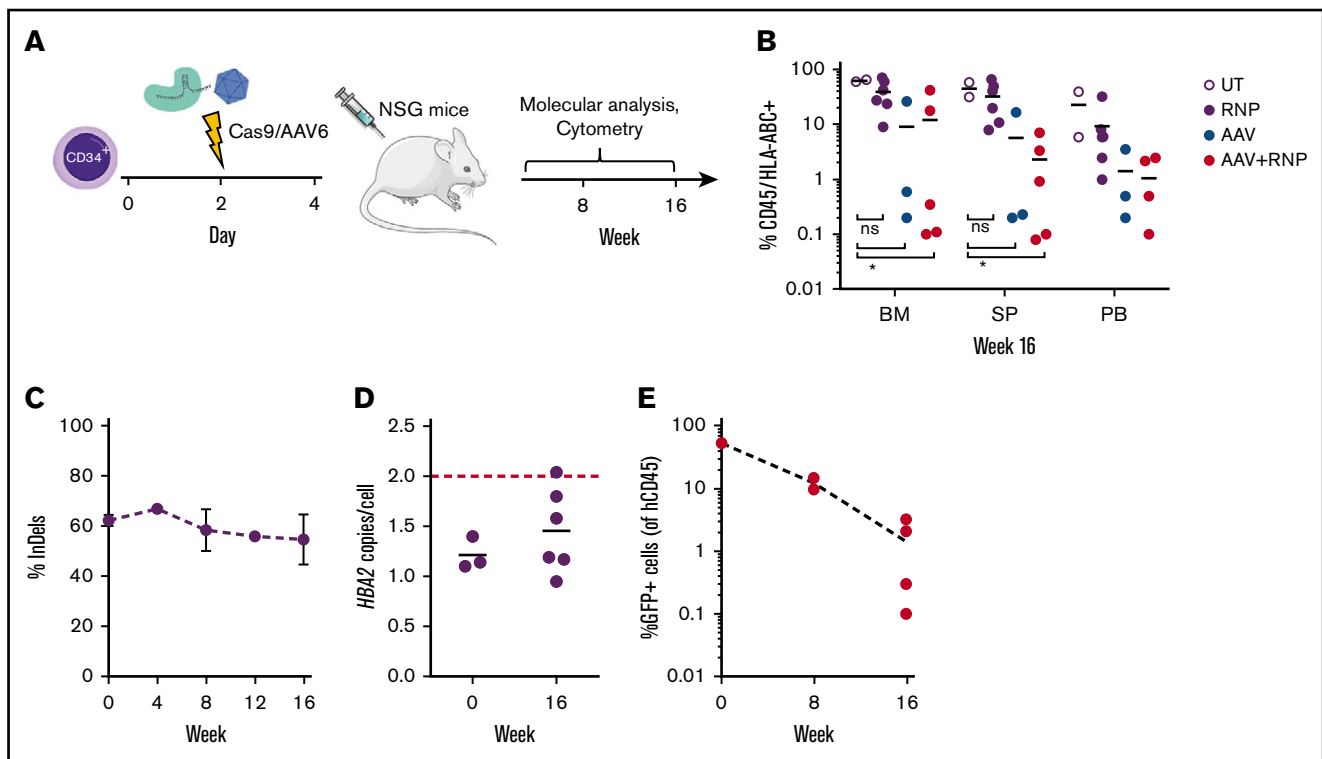 A
CD34+
Cas9/AAV6
0
2
4
Day
NSG mice
Molecular analysis,
Cytometry
8
16
Week
B
% CD45/HLA-ABC+
100
10
1
0.1
0.01
ns
*
ns
*
BM
SP
PB
Week 16
UT
RNP
AAV
AAV+RNP
C
% InDels
100
80
60
40
20
0
0
4
8
12
16
Week
D
HBA2 copies/cell
2.5
2.0
1.5
1.0
0.5
0.0
0
16
Week
E
%GFP+ cells (of hCD45)
100
10
1
0.1
0.01
0
8
16
Week